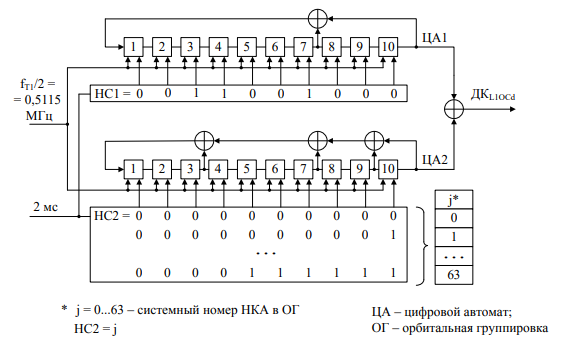 1 2 3 4 5 6 7 8 9 10
ЦА1
НС1 = 0 0 1 1 0 0 1 0 0 0
f_T1/2 =
= 0,5115
МГц
ДК_L1OCd
1 2 3 4 5 6 7 8 9 10
ЦА2
2 мс
НС2 = 0 0 0 0 0 0 0 0 0 0
0 0 0 0 0 0 0 0 0 1
• • •
0 0 0 0 1 1 1 1 1 1
j*
0
1
• • •
63
* j = 0...63 – системный номер НКА в ОГ
НС2 = j
ЦА – цифровой автомат;
ОГ – орбитальная группировка